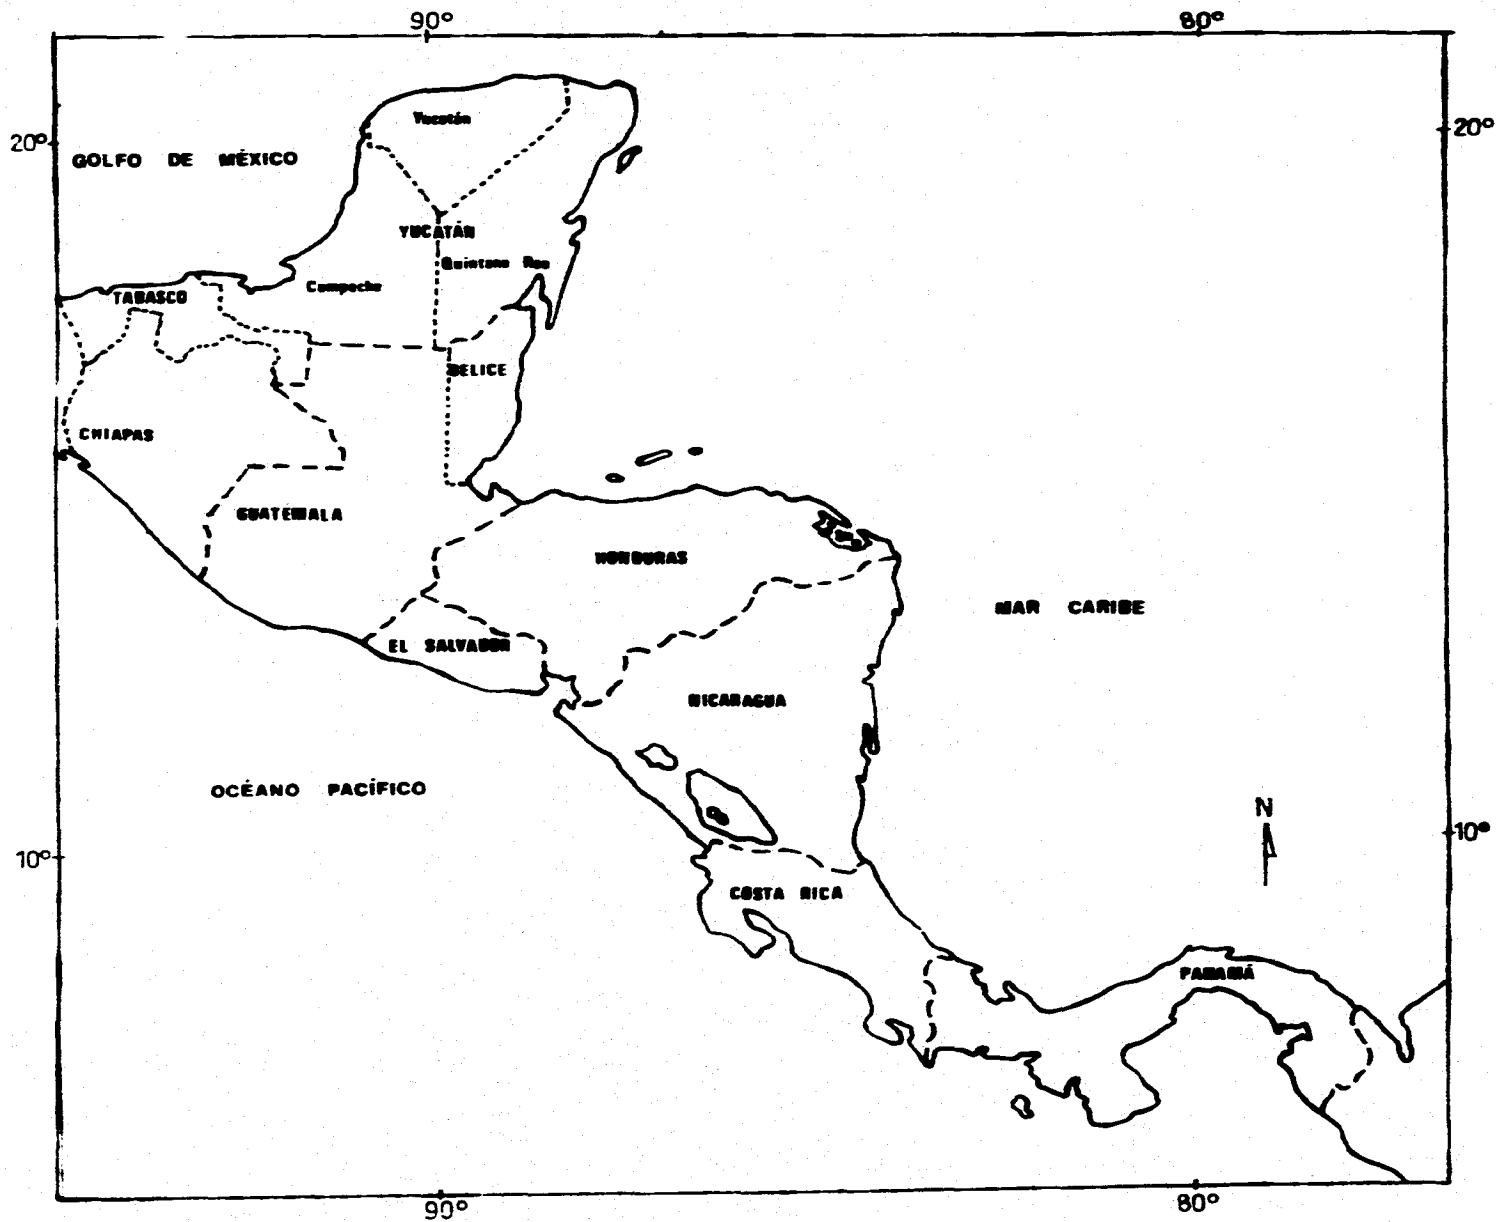 90° 80°
20° 20°
Yucatán
GOLFO DE MÉXICO
YUCATÁN
Quintana Roo
Campeche
TABASCO
BELICE
CHIAPAS
GUATEMALA
HONDURAS
MAR CARIBE
EL SALVADOR
NICARAGUA
OCÉANO PACÍFICO
N
10° 10°
COSTA RICA
PANAMÁ
90° 80°